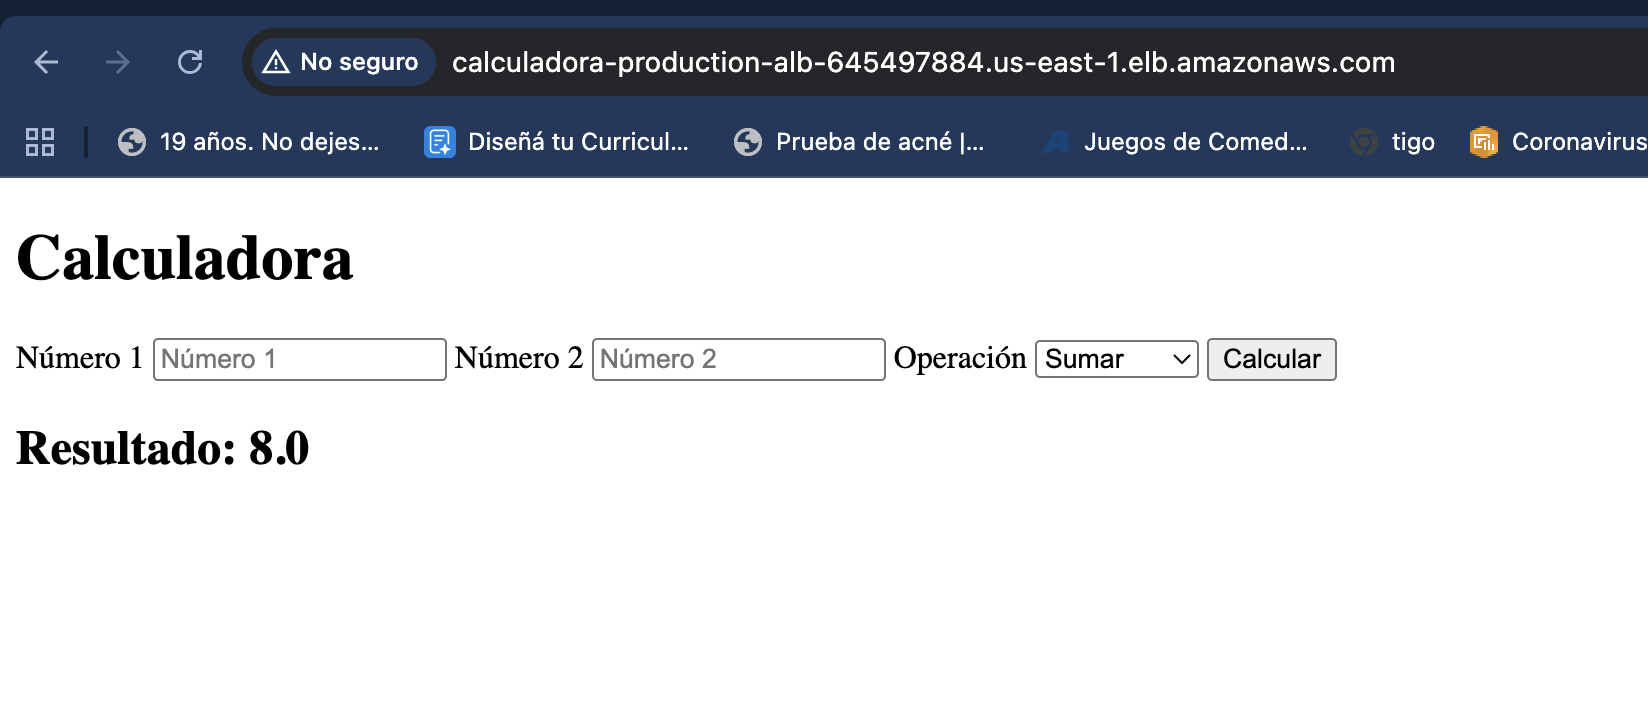 No seguro calculadora-production-alb-645497884.us-east-1.elb.amazonaws.com
19 años. No dejes... Diseñá tu Curricul... Prueba de acné |... Juegos de Comed... tigo Coronavirus
Calculadora
Número 1 Número 1 Número 2 Número 2 Operación Sumar Calcular
Resultado: 8.0